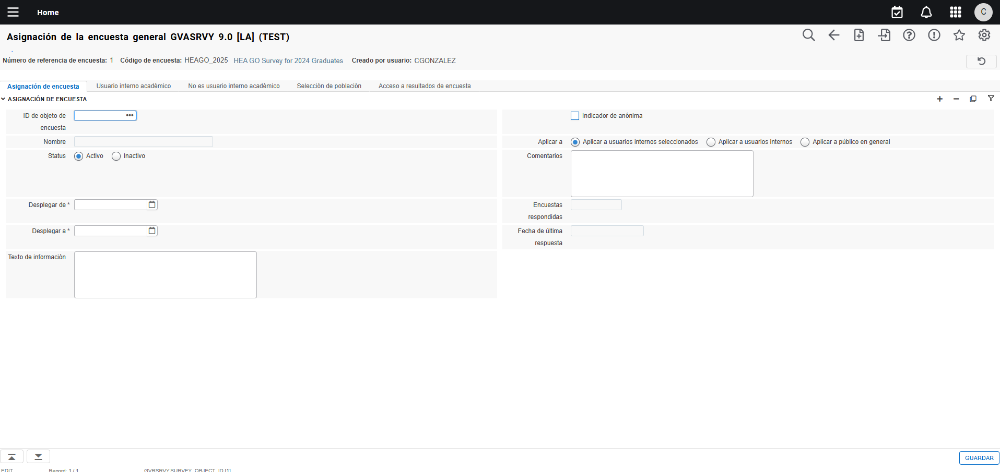 Home
C
Asignación de la encuesta general GVASRVY 9.0 [LA] (TEST)
Número de referencia de encuesta: 1 Código de encuesta: HEAGO_2025 HEA GO Survey for 2024 Graduates Creado por usuario: CGONZALEZ
Asignación de encuesta Usuario interno académico No es usuario interno académico Selección de población Acceso a resultados de encuesta
ASIGNACIÓN DE ENCUESTA
ID de objeto de encuesta
Indicador de anónima
Nombre
Aplicar a Aplicar a usuarios internos seleccionados Aplicar a usuarios internos Aplicar a público en general
Status Activo Inactivo
Comentarios
Desplegar de *
Encuestas respondidas
Desplegar a *
Fecha de última respuesta
Texto de información
GUARDAR
EDIT Record: 1 / 1 GVRSRVY.SURVEY_OBJECT_ID [1]